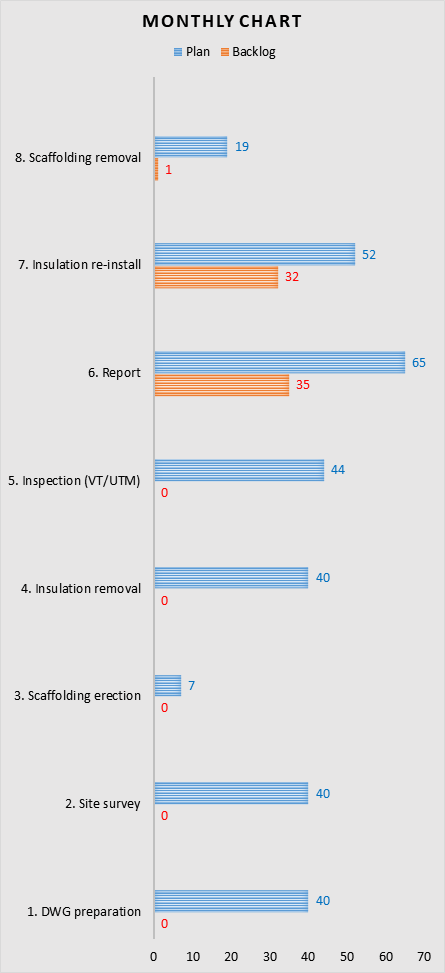 MONTHLY CHART
Plan Backlog
8. Scaffolding removal 19
1
7. Insulation re-install 52
32
6. Report 65
35
5. Inspection (VT/UTM) 44
0
4. Insulation removal 40
0
3. Scaffolding erection 7
0
2. Site survey 40
0
1. DWG preparation 40
0
0 10 20 30 40 50 60 70